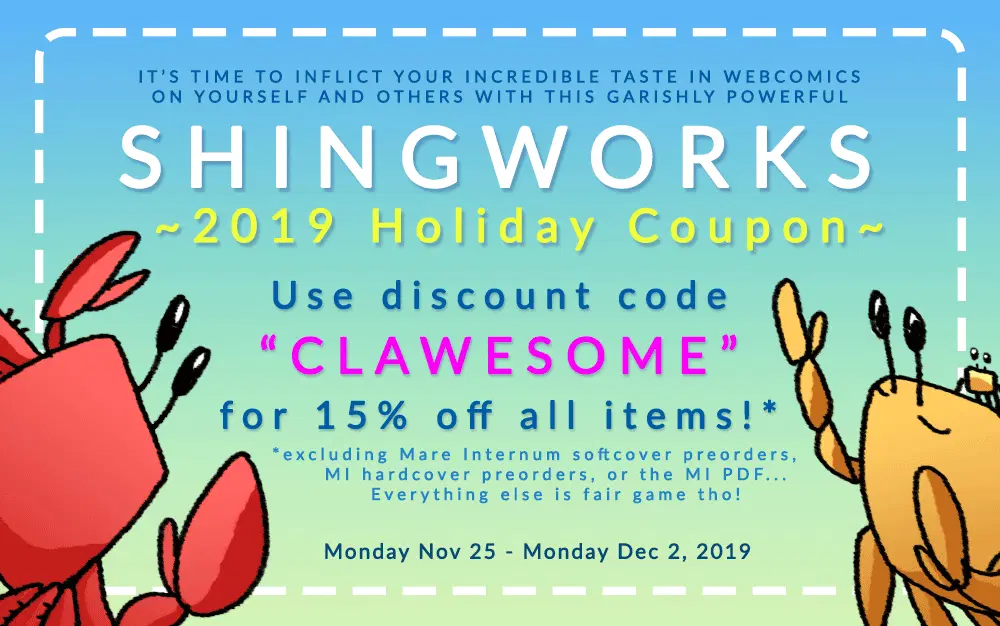 IT'S TIME TO INFLICT YOUR INCREDIBLE TASTE IN WEBCOMICS
ON YOURSELF AND OTHERS WITH THIS GARISHLY POWERFUL
SHINGWORKS
~2019 Holiday Coupon~
Use discount code
“CLAWESOME”
for 15% off all items!*
*excluding Mare Internum softcover preorders,
MI hardcover preorders, or the MI PDF...
Everything else is fair game tho!
Monday Nov 25 - Monday Dec 2, 2019